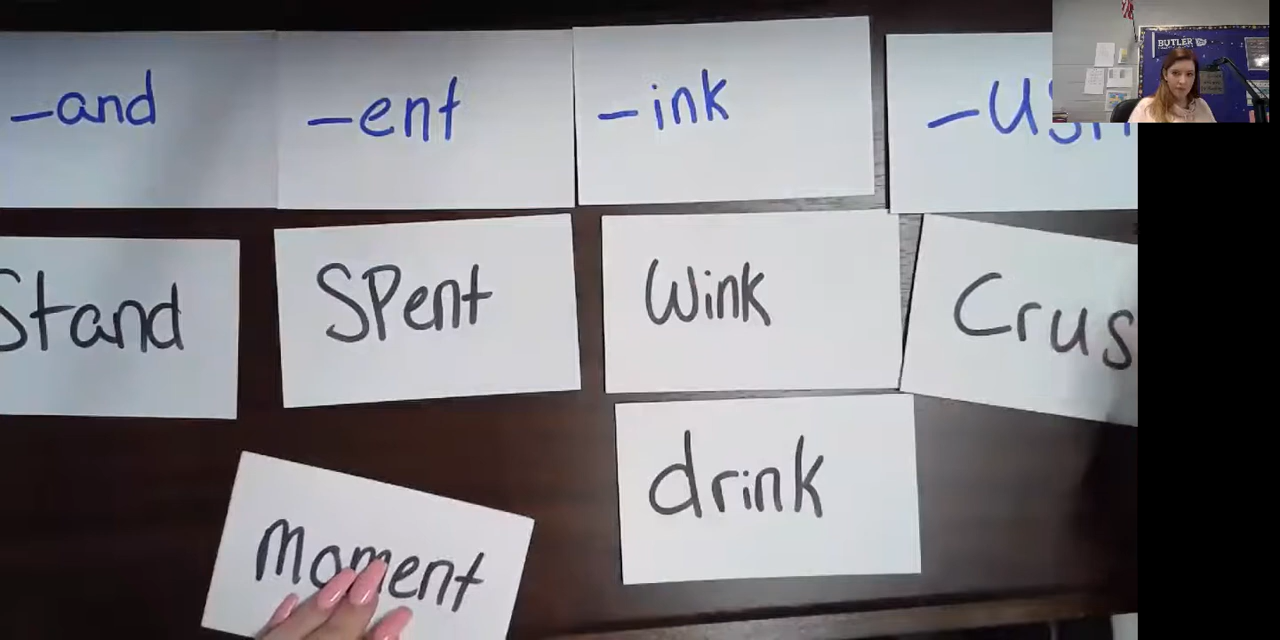 -and
-ent
-ink
BUTLER
Stand
SPent
Wink
Crus
drink
Moment